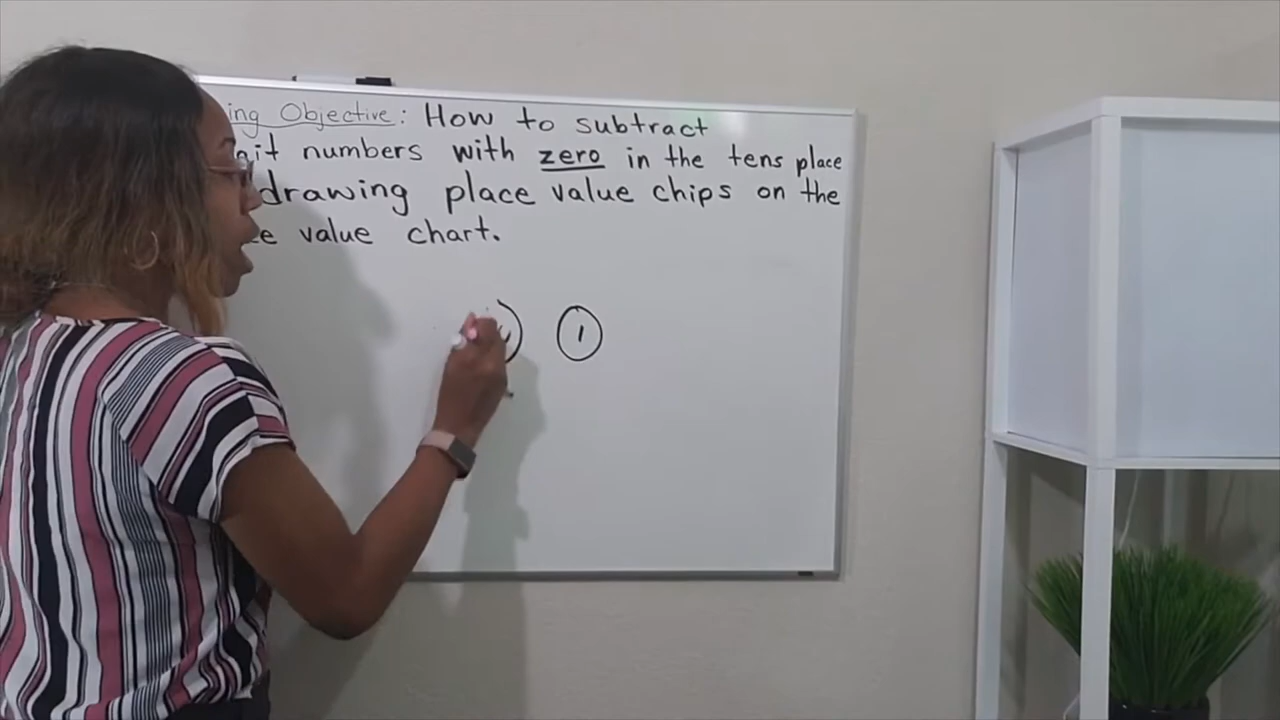 ing Objective: How to subtract
git numbers with zero in the tens place
drawing place value chips on the
ce value chart.
1